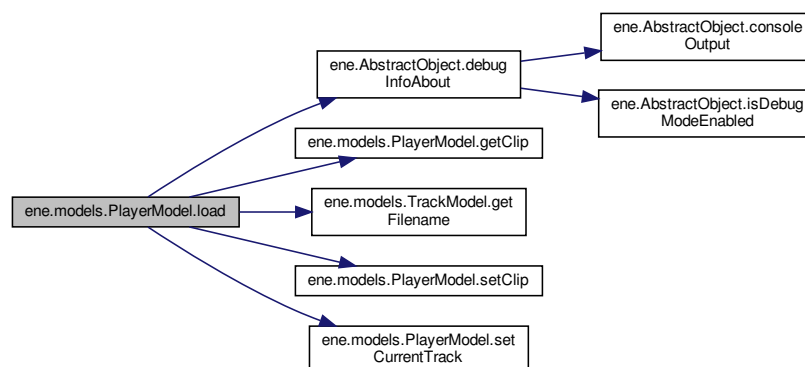 ene.AbstractObject.console
Output
ene.AbstractObject.debug
InfoAbout
ene.AbstractObject.isDebug
ModeEnabled
ene.models.PlayerModel.getClip
ene.models.PlayerModel.load
ene.models.TrackModel.get
Filename
ene.models.PlayerModel.setClip
ene.models.PlayerModel.set
CurrentTrack